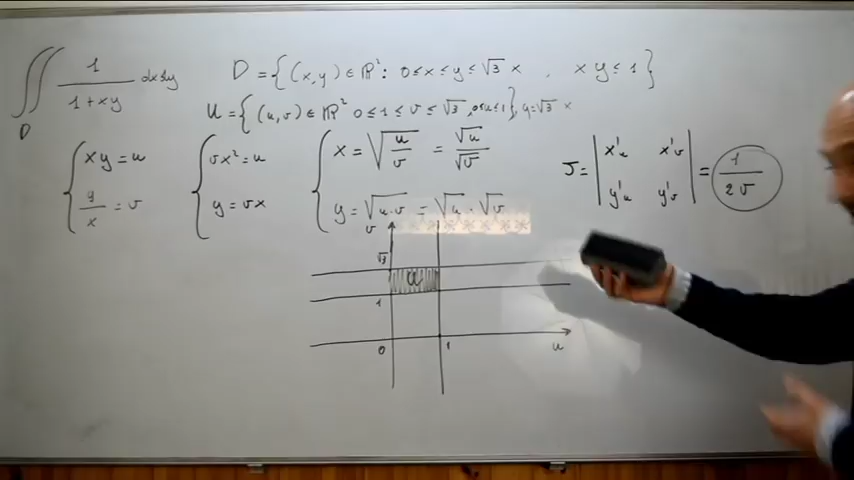 ∬_D 1/(1+xy) dxdy    D = {(x,y) ∈ ℝ² : 0≤x≤y≤√3 x , xy≤1}
U = {(u,v) ∈ ℝ² 0≤1≤v≤√3, 0≤u≤1}, y=√3 x
{ xy = u    { vx² = u    { x = √(u/v) = √u/√v    J = | x'u x'v | = 1/2v
y/x = v    y = vx    y = √(u·v) = √u · √v    | y'u y'v |
v
√3
U
1
0    1    u